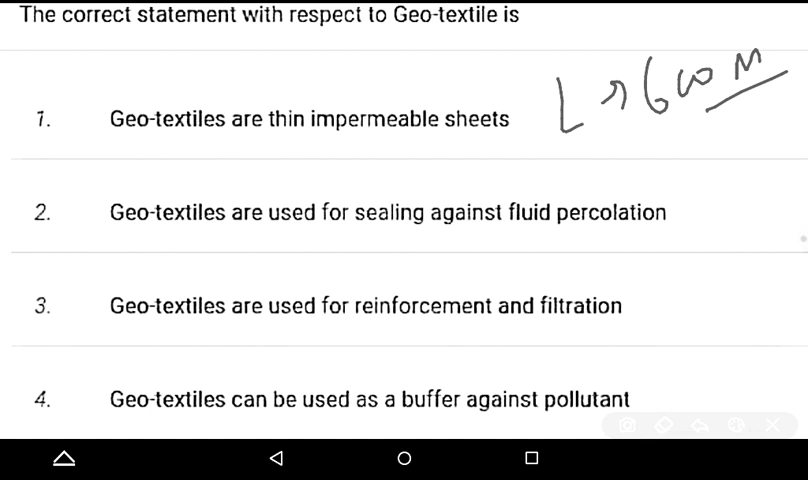 The correct statement with respect to Geo-textile is
1. Geo-textiles are thin impermeable sheets
2. Geo-textiles are used for sealing against fluid percolation
3. Geo-textiles are used for reinforcement and filtration
4. Geo-textiles can be used as a buffer against pollutant